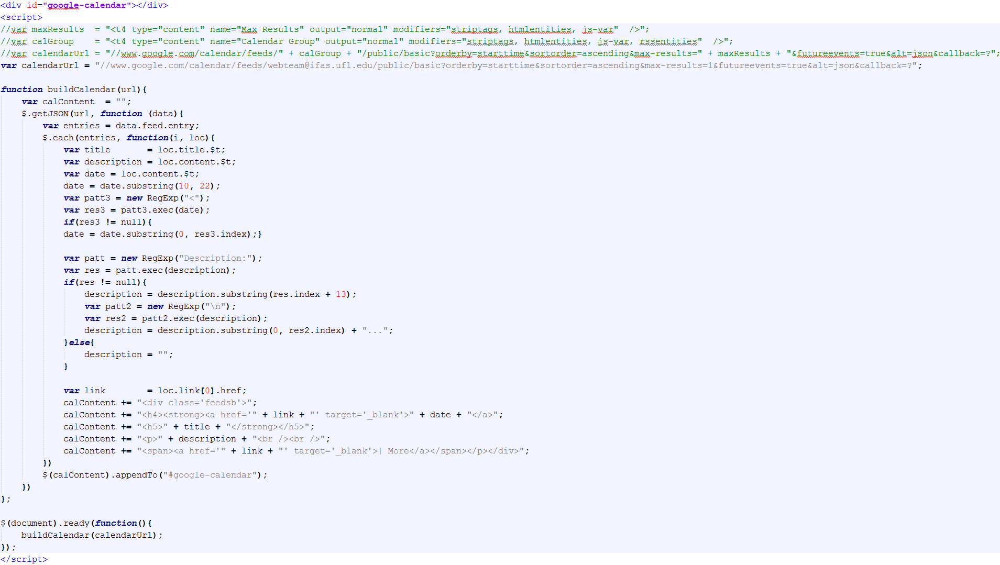 <div id="google-calendar"></div>
<script>
//var maxResults  = "<t4 type="content" name="Max Results" output="normal" modifiers="striptags, htmlentities, js-var"  />";
//var calGroup    = "<t4 type="content" name="Calendar Group" output="normal" modifiers="striptags, htmlentities, js-var, rssentities"  />";
//var calendarUrl = "//www.google.com/calendar/feeds/" + calGroup + "/public/basic?orderby=starttime&sortorder=ascending&max-results=" + maxResults + "&futureevents=true&alt=json&callback=?";
var calendarUrl = "//www.google.com/calendar/feeds/webteam@ifas.ufl.edu/public/basic?orderby=starttime&sortorder=ascending&max-results=1&futureevents=true&alt=json&callback=?";

function buildCalendar(url){
    var calContent  = "";
    $.getJSON(url, function (data){
        var entries = data.feed.entry;
        $.each(entries, function(i, loc){
            var title       = loc.title.$t;
            var description = loc.content.$t;
            var date = loc.content.$t;
            date = date.substring(10, 22);
            var patt3 = new RegExp("<");
            var res3 = patt3.exec(date);
            if(res3 != null){
            date = date.substring(0, res3.index);}

            var patt = new RegExp("Description:");
            var res = patt.exec(description);
            if(res != null){
                description = description.substring(res.index + 13);
                var patt2 = new RegExp("\n");
                var res2 = patt2.exec(description);
                description = description.substring(0, res2.index) + "...";
            }else{
                description = "";
            }

            var link        = loc.link[0].href;
            calContent += "<div class='feedsb'>";
            calContent += "<h4><strong><a href='" + link + "' target='_blank'>" + date + "</a>";
            calContent += "<h5>" + title + "</strong></h5>";
            calContent += "<p>" + description + "<br /><br />";
            calContent += "<span><a href='" + link + "' target='_blank'>| More</a></span></p></div>";
        })
        $(calContent).appendTo("#google-calendar");
    })
};

$(document).ready(function(){
    buildCalendar(calendarUrl);
});
</script>